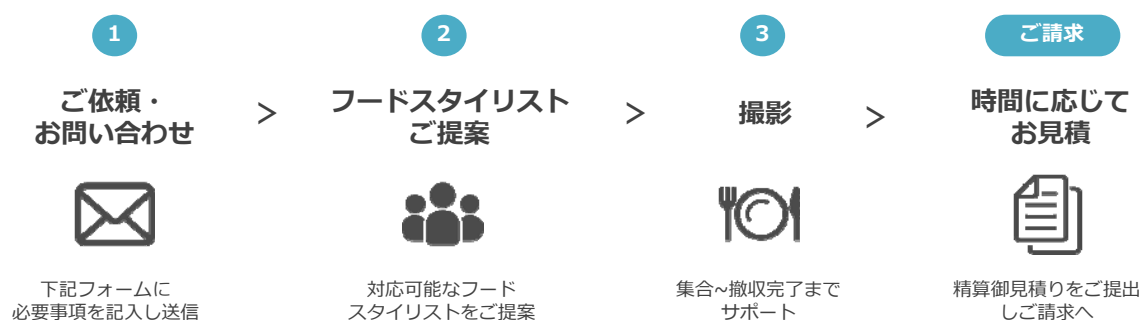 1
ご依頼・
お問い合わせ
下記フォームに
必要事項を記入し送信
>
2
フードスタイリスト
ご提案
対応可能なフード
スタイリストをご提案
>
3
撮影
集合~撤収完了まで
サポート
>
ご請求
時間に応じて
お見積
精算御見積りをご提出
しご請求へ